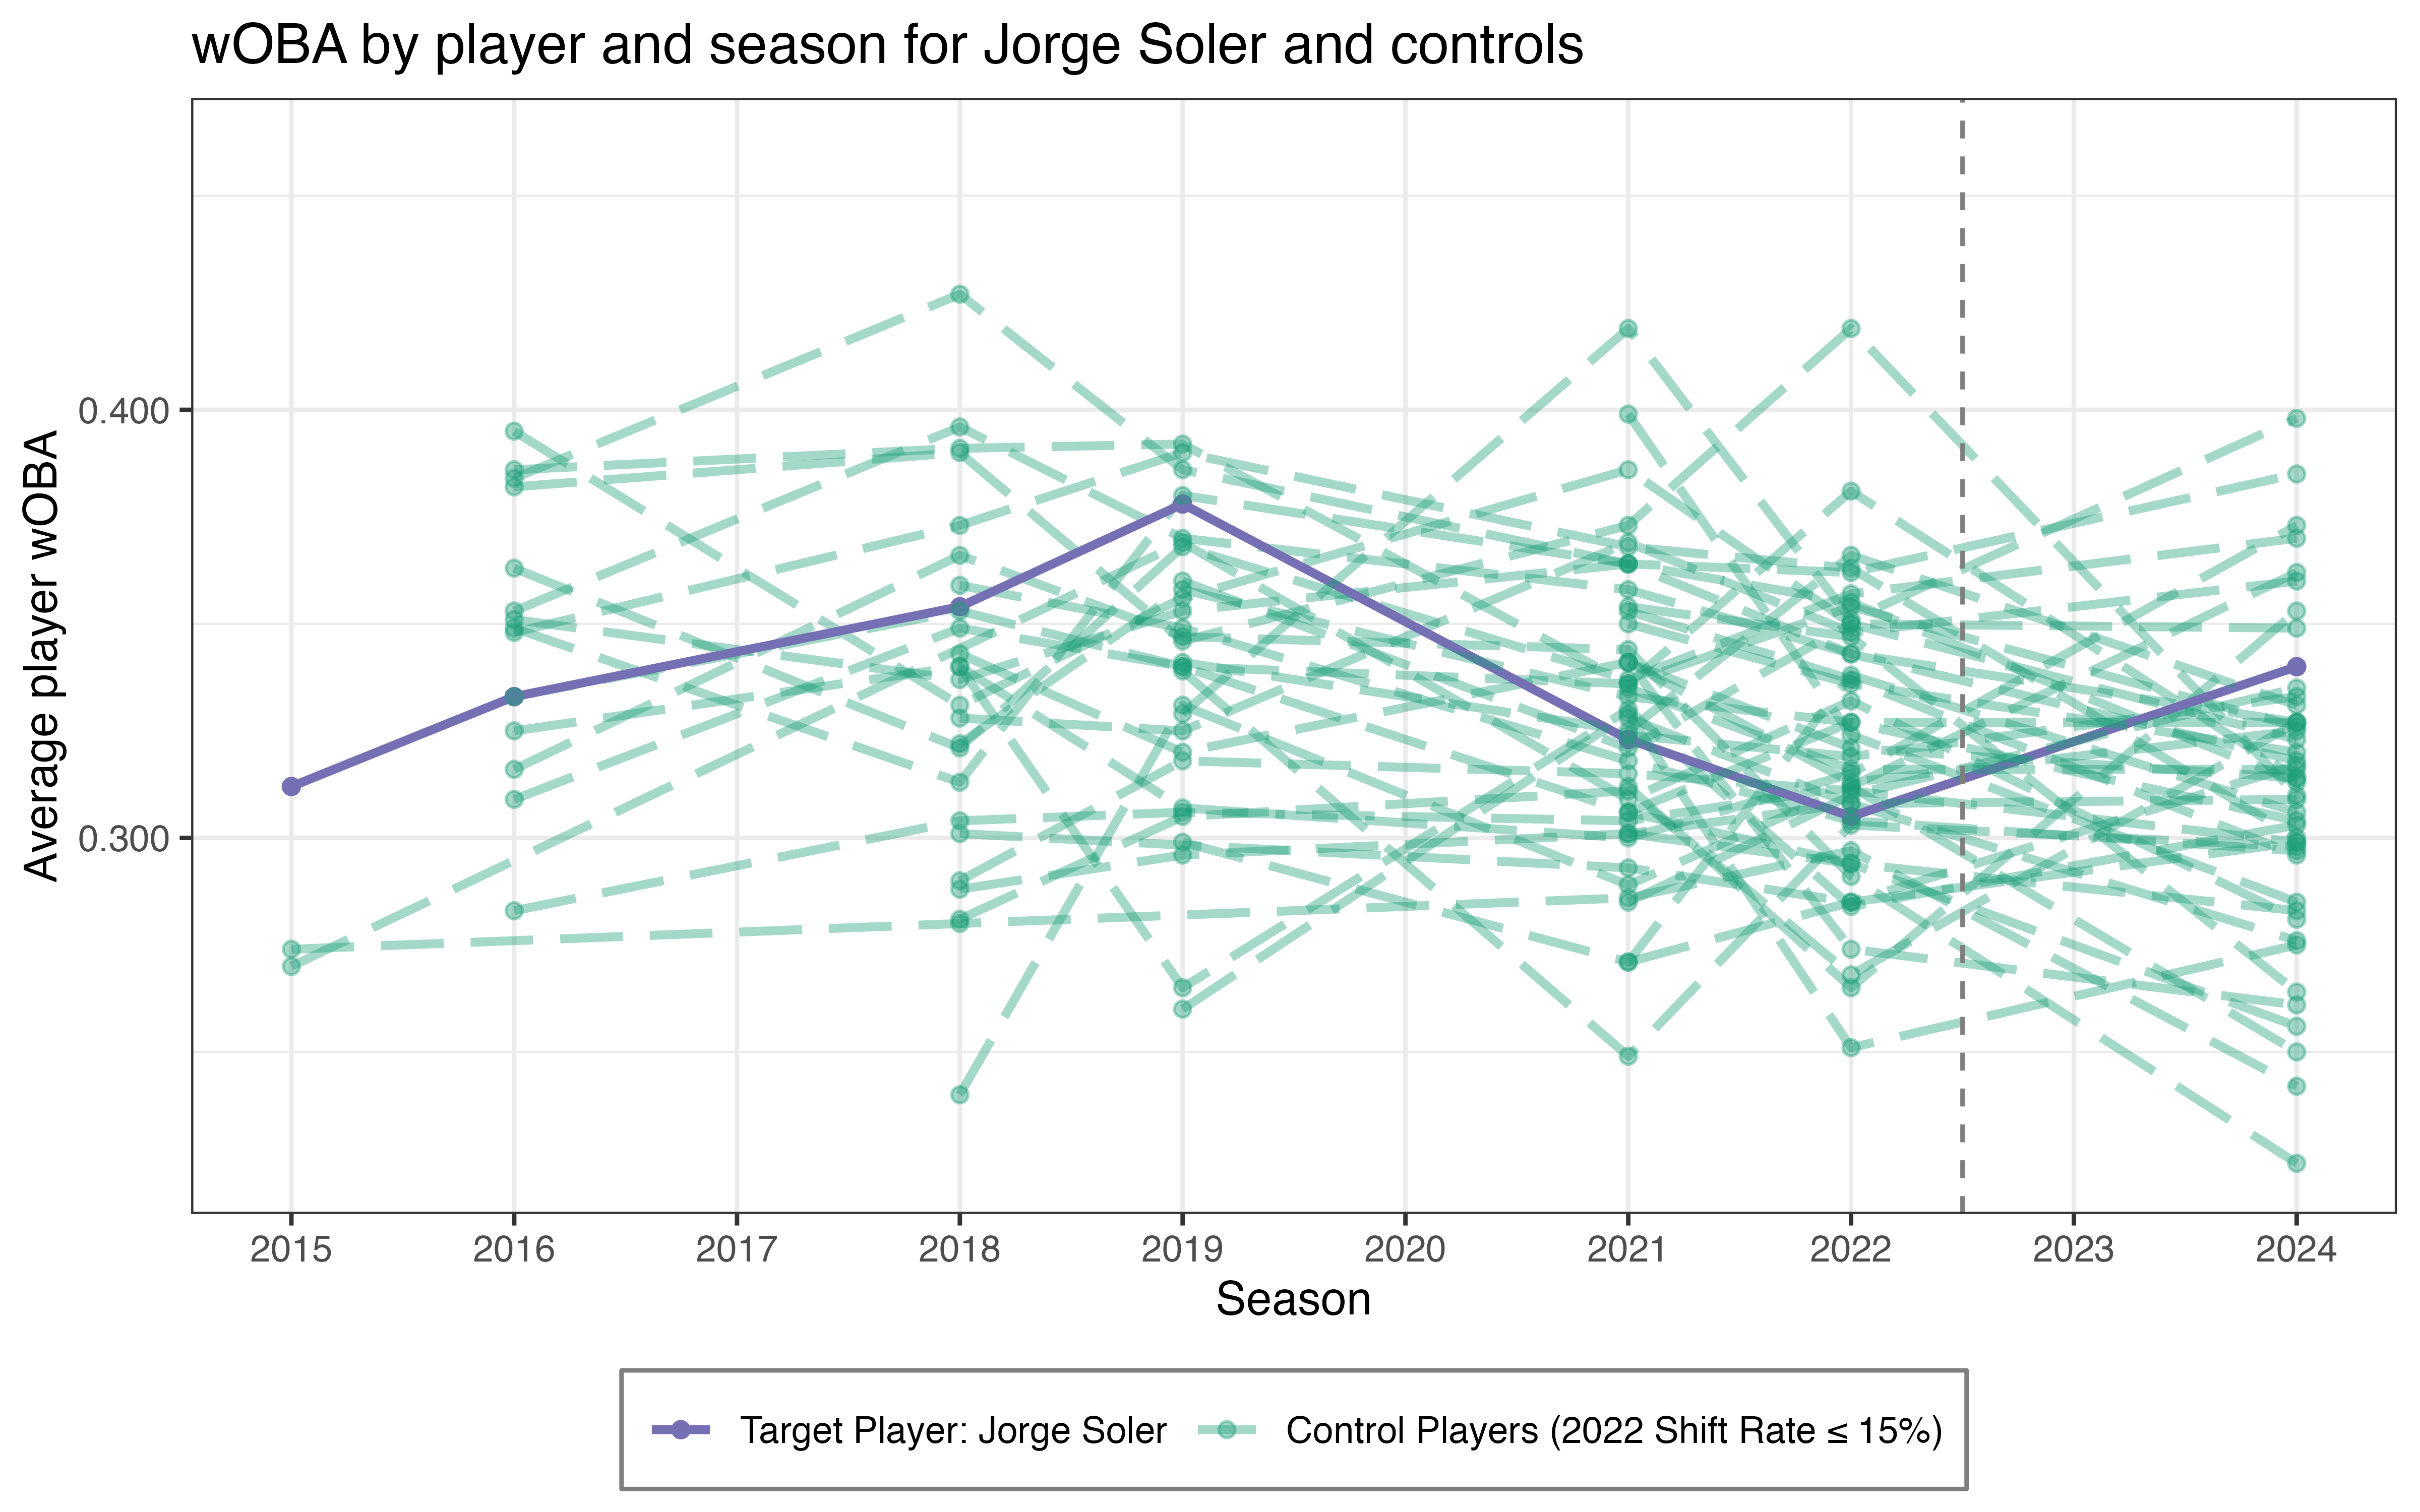 wOBA by player and season for Jorge Soler and controls
Average player wOBA
0.400
0.300
2015 2016 2017 2018 2019 2020 2021 2022 2023 2024
Season
Target Player: Jorge Soler Control Players (2022 Shift Rate ≤ 15%)